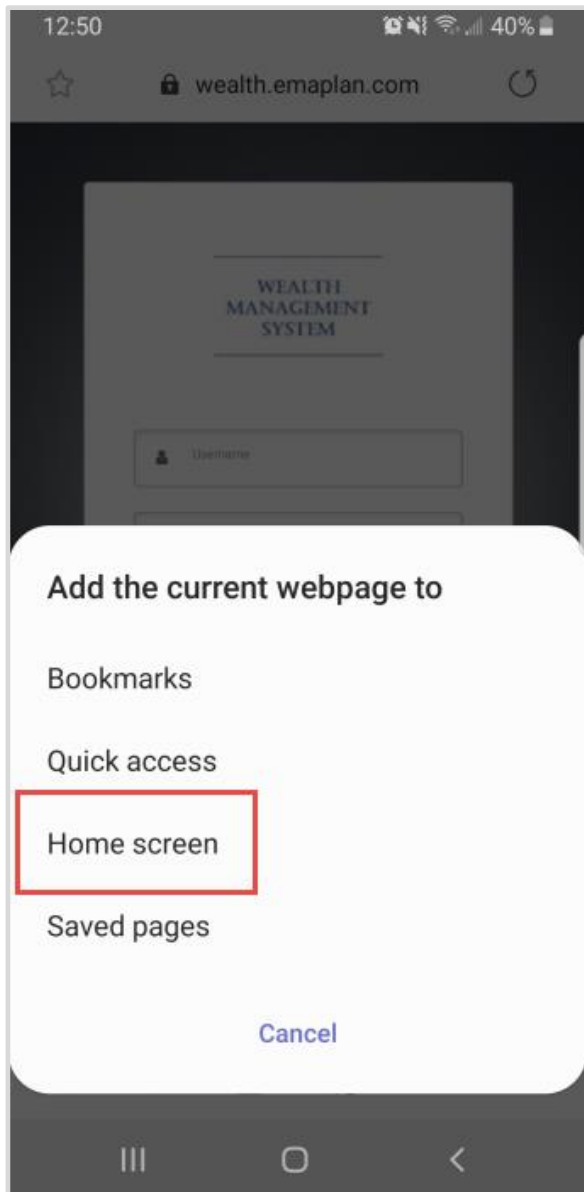 12:50 40%
wealth.emaplan.com
WEALTH
MANAGEMENT
SYSTEM
Username
Add the current webpage to
Bookmarks
Quick access
Home screen
Saved pages
Cancel